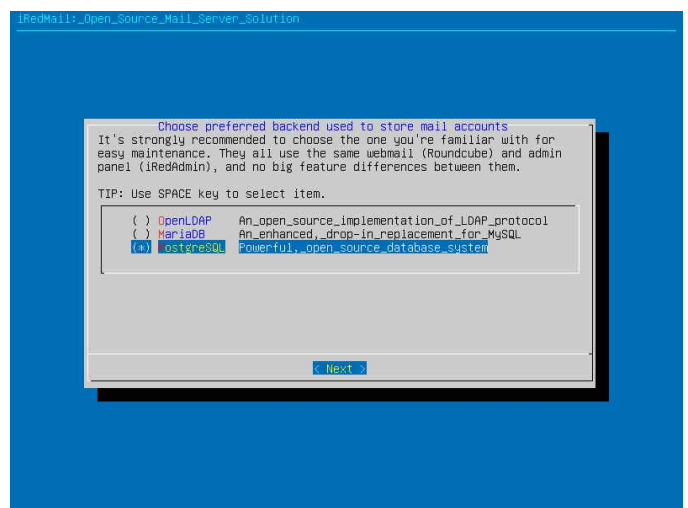 iRedMail:_Open_Source_Mail_Server_Solution
Choose preferred backend used to store mail accounts
It's strongly recommended to choose the one you're familiar with for
easy maintenance. They all use the same webmail (Roundcube) and admin
panel (iRedAdmin), and no big feature differences between them.
TIP: Use SPACE key to select item.
( ) OpenLDAP An_open_source_implementation_of_LDAP_protocol
( ) MariaDB An_enhanced,_drop-in_replacement_for_MySQL
(*) PostgreSQL Powerful,_open_source_database_system
< Next >